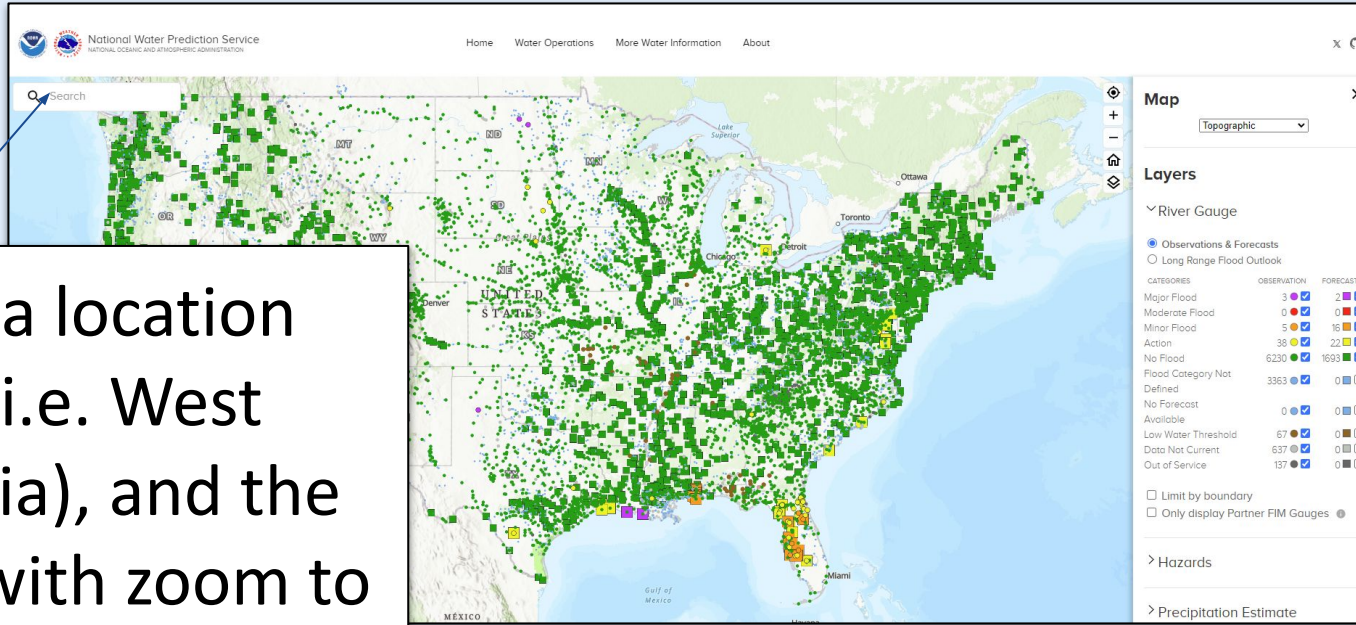 National Water Prediction Service
NATIONAL OCEANIC AND ATMOSPHERIC ADMINISTRATION
Home Water Operations More Water Information About
Search
Map
Topographic
Layers
River Gauge
Observations & Forecasts
Long Range Flood Outlook
CATEGORIES OBSERVATION FORECAST
Major Flood 3 2
Moderate Flood 0 0
Minor Flood 5 16
Action 38 22
No Flood 6230 1693
Flood Category Not
Defined 3363 0
No Forecast
Available 0 0
Low Water Threshold 67 0
Data Not Current 637 0
Out of Service 137 0
Limit by boundary
Only display Partner FIM Gauges
Hazards
Precipitation Estimate
Lake
Superior
ND
MT
MN
Ottawa
OR
WY
Toronto
Detroit
Chicago
NE
Denver
UNITED
STATES
IL
KS
Miami
Gulf of
Mexico
MÉXICO
a location
i.e. West
ia), and the
with zoom to